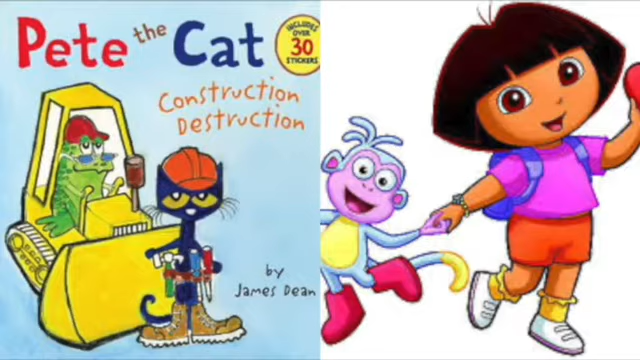 Pete the Cat
INCLUDES
OVER
30
STICKERS
Construction
Destruction
by
James Dean